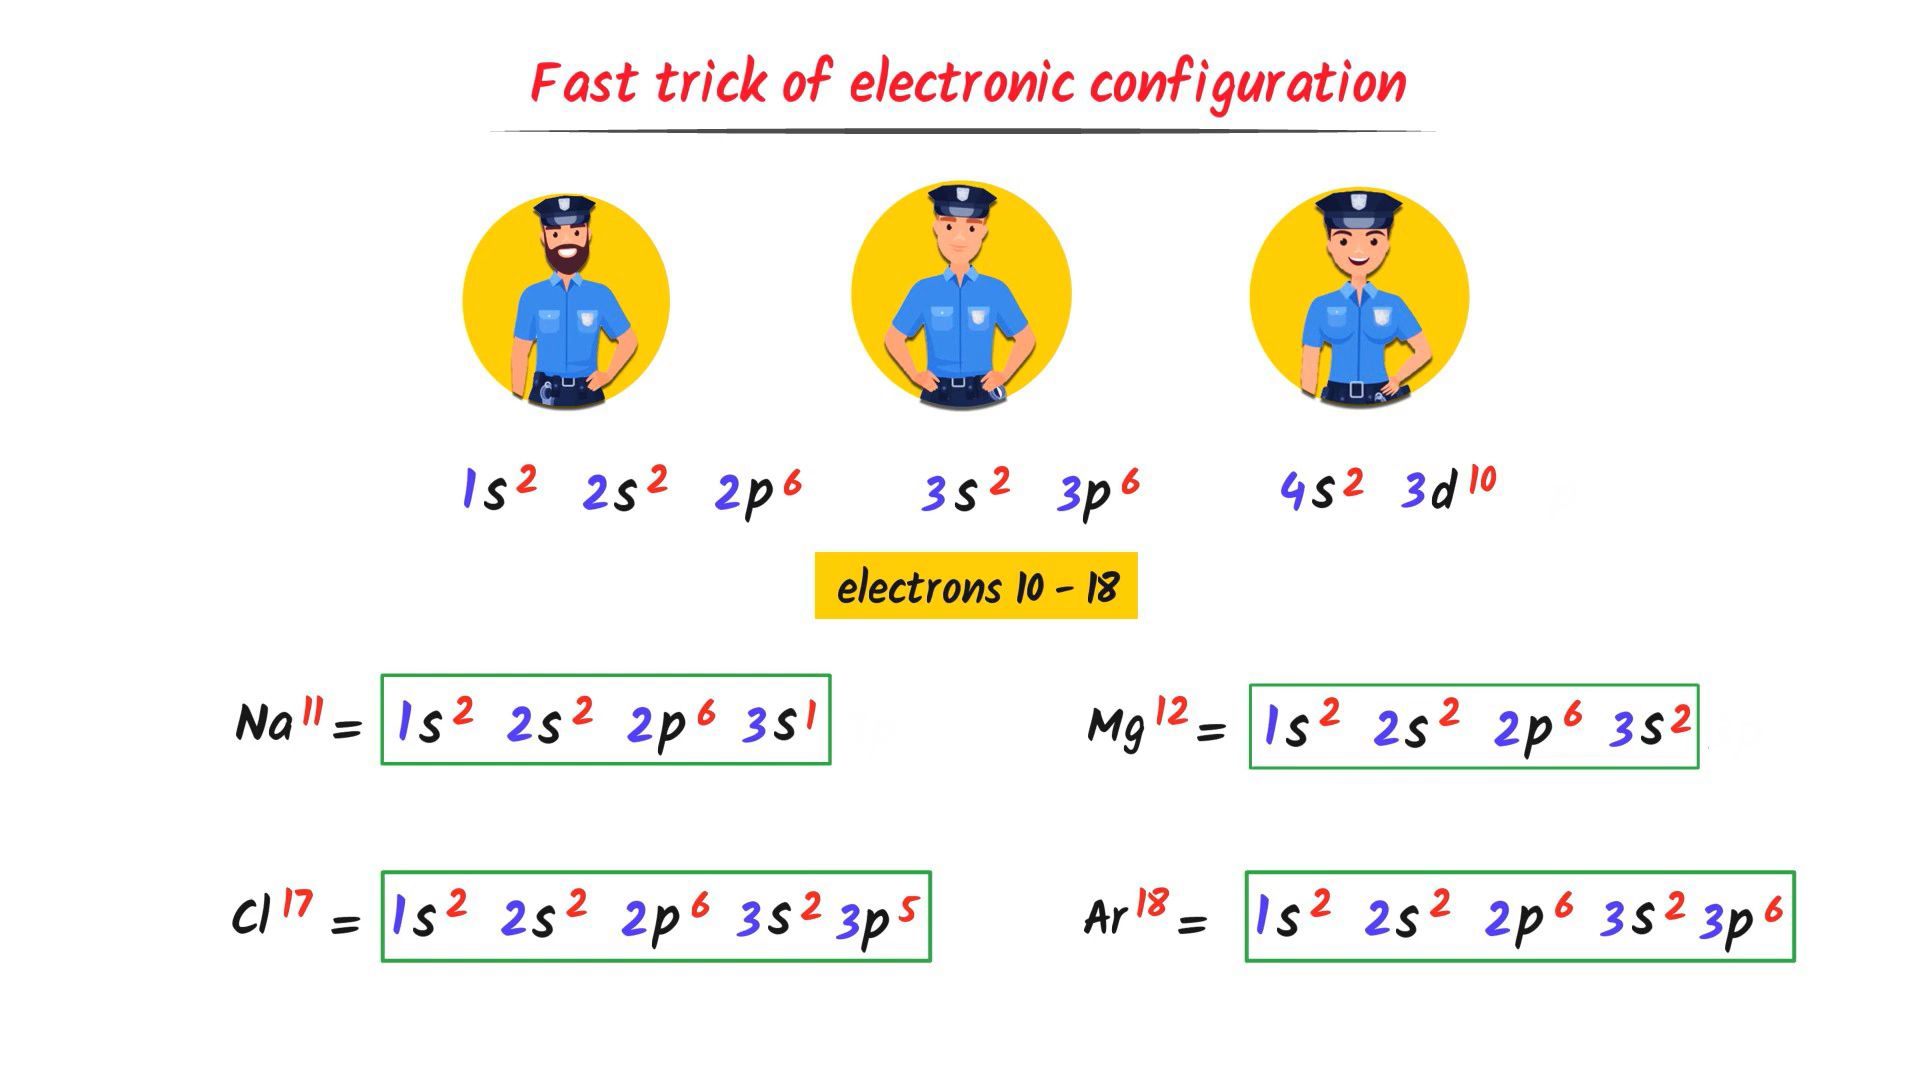 Fast trick of electronic configuration
1s² 2s² 2p⁶ 3s² 3p⁶ 4s² 3d¹⁰
electrons 10 - 18
Na¹¹ = 1s² 2s² 2p⁶ 3s¹
Mg¹² = 1s² 2s² 2p⁶ 3s²
Cl¹⁷ = 1s² 2s² 2p⁶ 3s² 3p⁵
Ar¹⁸ = 1s² 2s² 2p⁶ 3s² 3p⁶